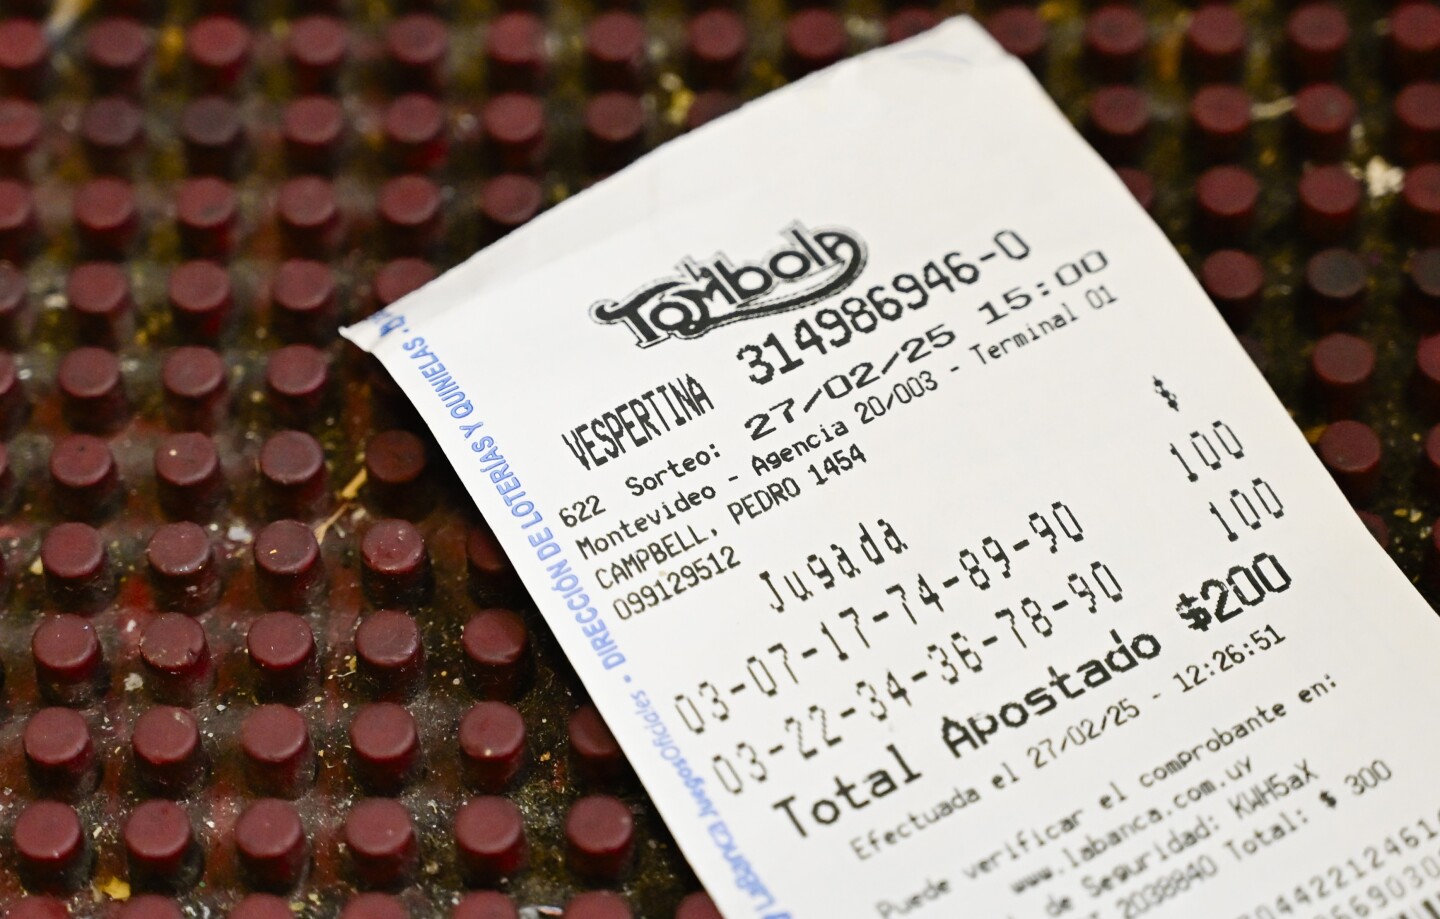 Tombola
VESPERTINA 314986946-0
622 Sorteo: 27/02/25 15:00
Montevideo - Agencia 20/003 - Terminal 01
CAMPBELL, PEDRO 1454
099129512
Jugada $
03-07-17-74-89-90 100
03-22-34-36-78-90 100
Total Apostado $200
Efectuada el 27/02/25 - 12:26:51
Puede verificar el comprobante en:
www.labanca.com.uy
de Seguridad: KWH5aX
2038840 Total: $ 300
DIRECCIÓN DE LOTERÍAS Y QUINIELAS.
LaBanca JuegosOficiales •